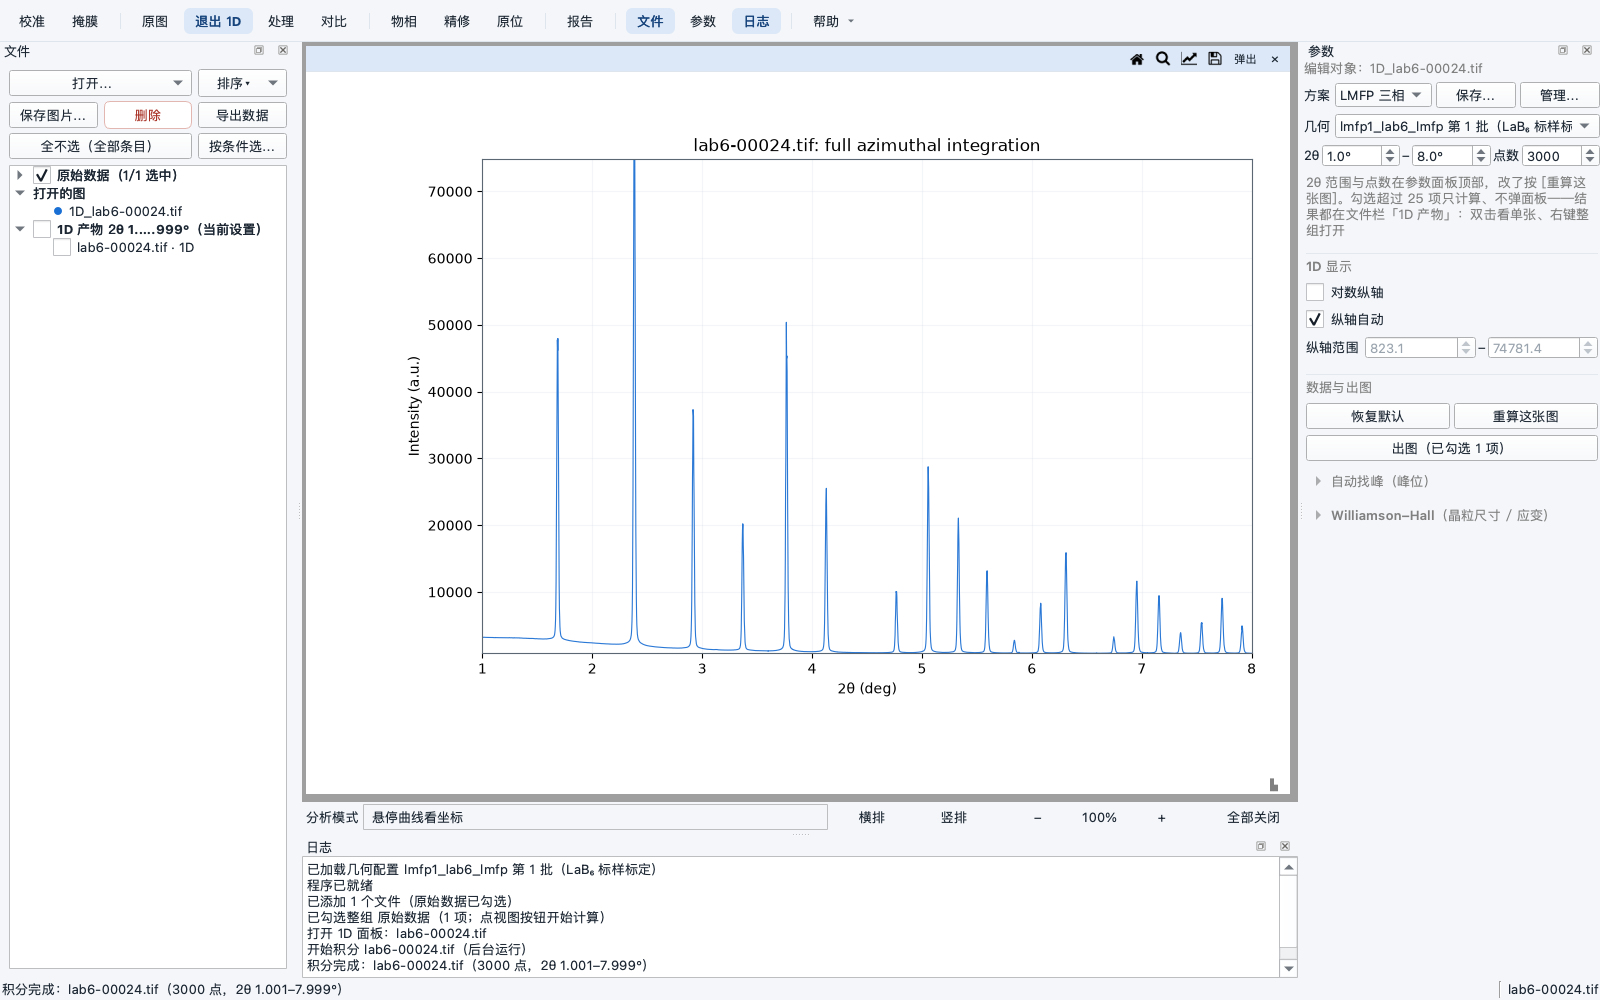 校准 掩膜 原图 退出 1D 处理 对比 物相 精修 原位 报告 文件 参数 日志 帮助
文件
打开...
排序
保存图片...
删除
导出数据
全不选（全部条目）
按条件选...
原始数据（1/1 选中）
打开的图
1D_lab6-00024.tif
1D 产物 2θ 1.....999°（当前设置）
lab6-00024.tif · 1D
弹出 ×
lab6-00024.tif: full azimuthal integration
70000
60000
50000
40000
30000
20000
10000
Intensity (a.u.)
1 2 3 4 5 6 7 8
2θ (deg)
分析模式 悬停曲线看坐标 横排 竖排 − 100% + 全部关闭
日志
已加载几何配置 lmfp1_lab6_lmfp 第 1 批（LaB₆ 标样标定）
程序已就绪
已添加 1 个文件（原始数据已勾选）
已勾选整组 原始数据（1 项；点视图按钮开始计算）
打开 1D 面板：lab6-00024.tif
开始积分 lab6-00024.tif（后台运行）
积分完成：lab6-00024.tif（3000 点，2θ 1.001–7.999°）
参数
编辑对象：1D_lab6-00024.tif
方案 LMFP 三相 保存... 管理...
几何 lmfp1_lab6_lmfp 第 1 批（LaB₆ 标样标
2θ 1.0° – 8.0° 点数 3000
2θ 范围与点数在参数面板顶部，改了按 [重算这
张图]。勾选超过 25 项只计算、不弹面板——结
果都在文件栏「1D 产物」：双击看单张、右键整
组打开
1D 显示
对数纵轴
纵轴自动
纵轴范围 823.1 – 74781.4
数据与出图
恢复默认
重算这张图
出图（已勾选 1 项）
自动找峰（峰位）
Williamson–Hall（晶粒尺寸 / 应变）
积分完成：lab6-00024.tif（3000 点，2θ 1.001–7.999°）
lab6-00024.tif